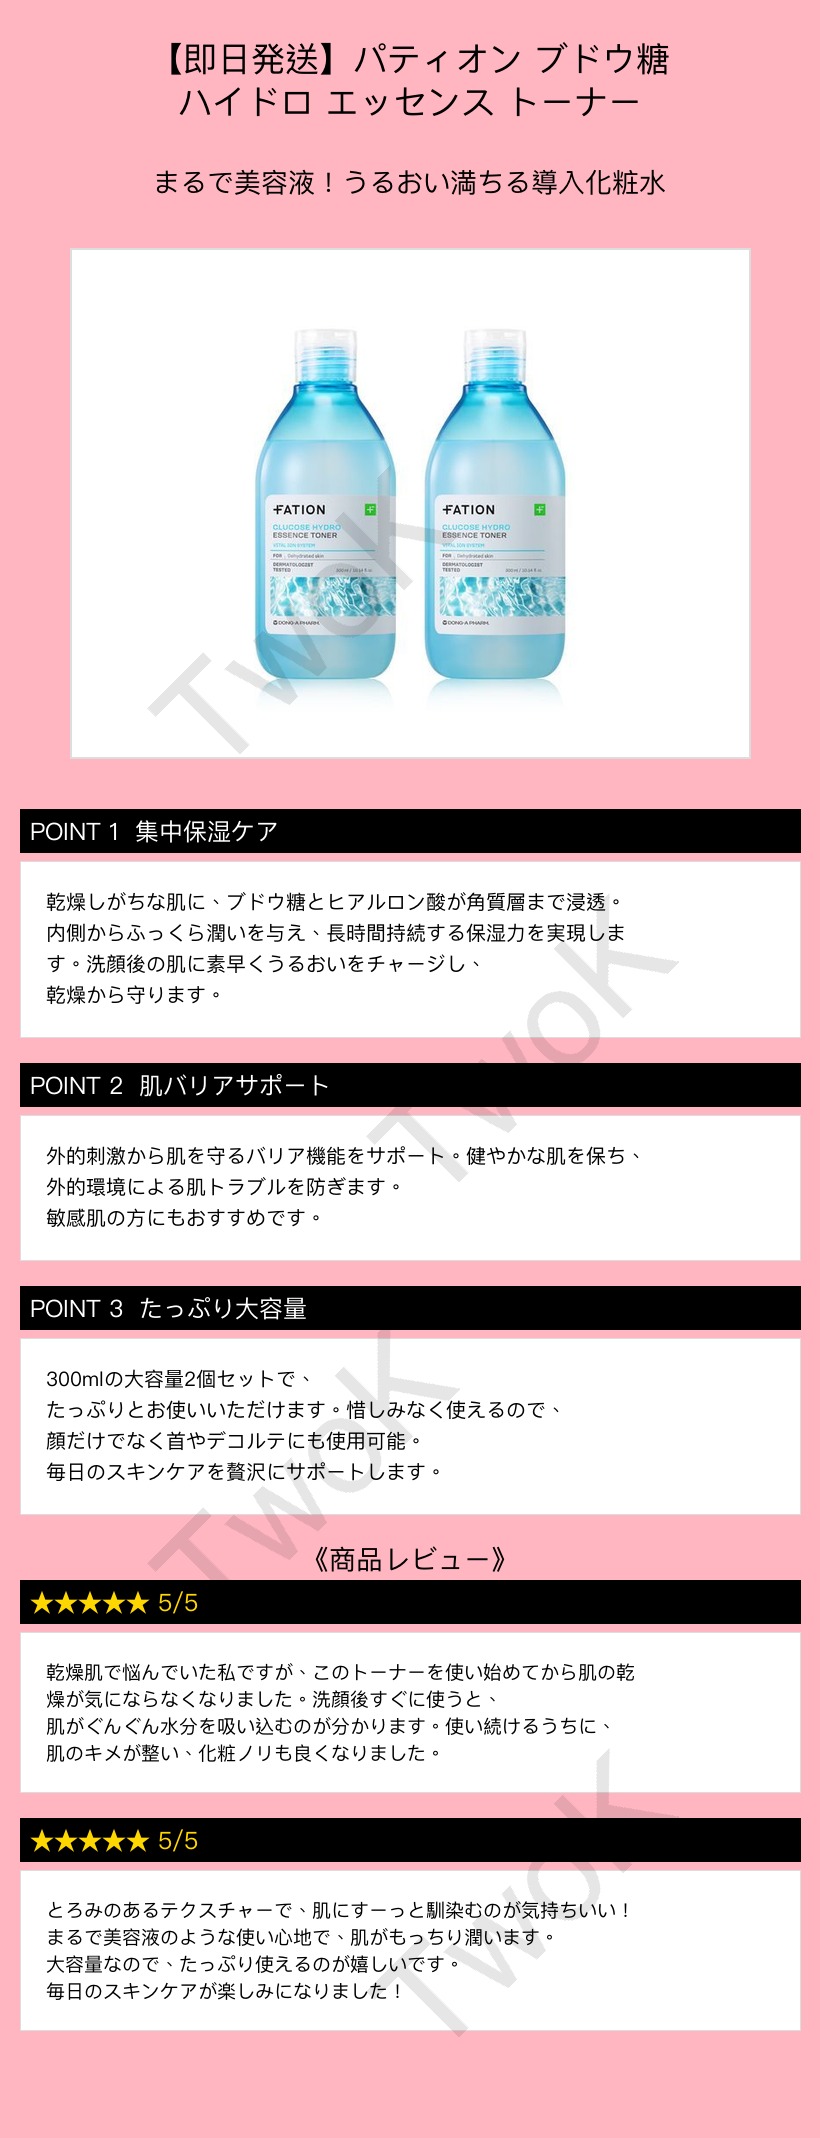 【即日発送】パティオン ブドウ糖
ハイドロ エッセンス トーナー
まるで美容液！うるおい満ちる導入化粧水
FATION
GLUCOSE HYDRO
ESSENCE TONER
VITAL ION SYSTEM
FOR Dehydrated skin
DERMATOLOGIST
TESTED
300ml / 10.14 fl oz
DONG-A PHARM.
FATION
GLUCOSE HYDRO
ESSENCE TONER
VITAL ION SYSTEM
FOR Dehydrated skin
DERMATOLOGIST
TESTED
300ml / 10.14 fl oz
DONG-A PHARM.
TwoK
POINT 1 集中保湿ケア
乾燥しがちな肌に、ブドウ糖とヒアルロン酸が角質層まで浸透。
内側からふっくら潤いを与え、長時間持続する保湿力を実現しま
す。洗顔後の肌に素早くうるおいをチャージし、
乾燥から守ります。
TwoK
POINT 2 肌バリアサポート
外的刺激から肌を守るバリア機能をサポート。健やかな肌を保ち、
外的環境による肌トラブルを防ぎます。
敏感肌の方にもおすすめです。
POINT 3 たっぷり大容量
300mlの大容量2個セットで、
たっぷりとお使いいただけます。惜しみなく使えるので、
顔だけでなく首やデコルテにも使用可能。
毎日のスキンケアを贅沢にサポートします。
TwoK
《商品レビュー》
★★★★★ 5/5
乾燥肌で悩んでいた私ですが、このトーナーを使い始めてから肌の乾
燥が気にならなくなりました。洗顔後すぐに使うと、
肌がぐんぐん水分を吸い込むのが分かります。使い続けるうちに、
肌のキメが整い、化粧ノリも良くなりました。
★★★★★ 5/5
とろみのあるテクスチャーで、肌にすーっと馴染むのが気持ちいい！
まるで美容液のような使い心地で、肌がもっちり潤います。
大容量なので、たっぷり使えるのが嬉しいです。
毎日のスキンケアが楽しみになりました！
TwoK